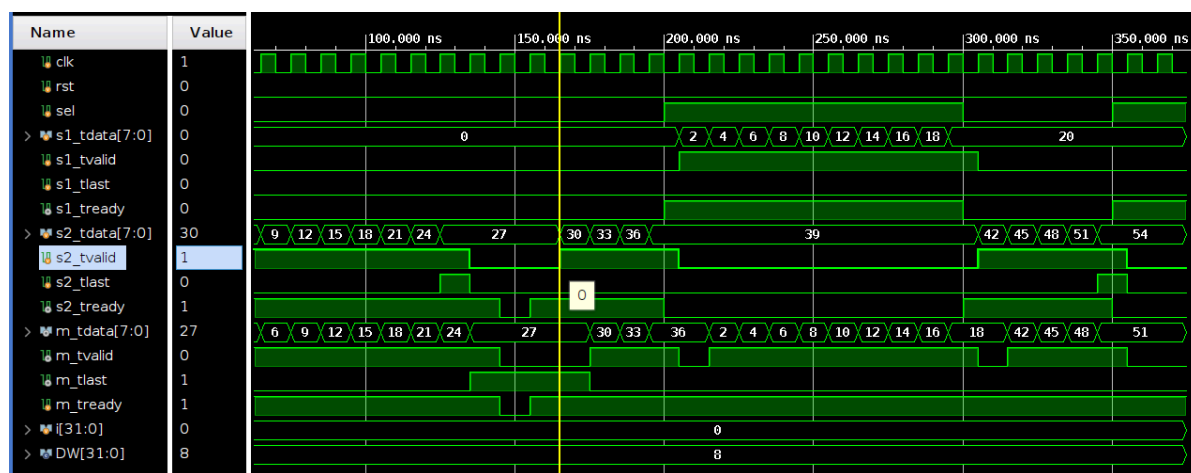 Name Value
100.000 ns 150.000 ns 200.000 ns 250.000 ns 300.000 ns 350.000 ns
clk 1
rst 0
sel 0
> s1_tdata[7:0] 0 0 2 4 6 8 10 12 14 16 18 20
s1_tvalid 0
s1_tlast 0
s1_tready 0
> s2_tdata[7:0] 30 9 12 15 18 21 24 27 30 33 36 39 42 45 48 51 54
s2_tvalid 1
s2_tlast 0
0
s2_tready 1
> m_tdata[7:0] 27 6 9 12 15 18 21 24 27 30 33 36 2 4 6 8 10 12 14 16 18 42 45 48 51
m_tvalid 0
m_tlast 1
m_tready 1
> i[31:0] 0 0
> DW[31:0] 8 8